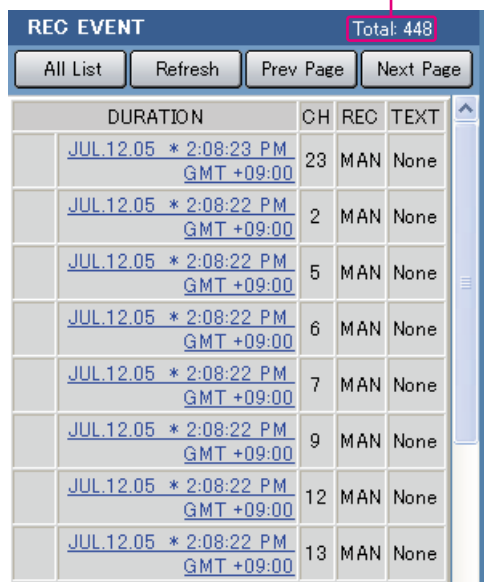 REC EVENT Total: 448
All List Refresh Prev Page Next Page
DURATION CH REC TEXT
JUL.12.05 * 2:08:23 PM
GMT +09:00 23 MAN None
JUL.12.05 * 2:08:22 PM
GMT +09:00 2 MAN None
JUL.12.05 * 2:08:22 PM
GMT +09:00 5 MAN None
JUL.12.05 * 2:08:22 PM
GMT +09:00 6 MAN None
JUL.12.05 * 2:08:22 PM
GMT +09:00 7 MAN None
JUL.12.05 * 2:08:22 PM
GMT +09:00 9 MAN None
JUL.12.05 * 2:08:22 PM
GMT +09:00 12 MAN None
JUL.12.05 * 2:08:22 PM
GMT +09:00 13 MAN None